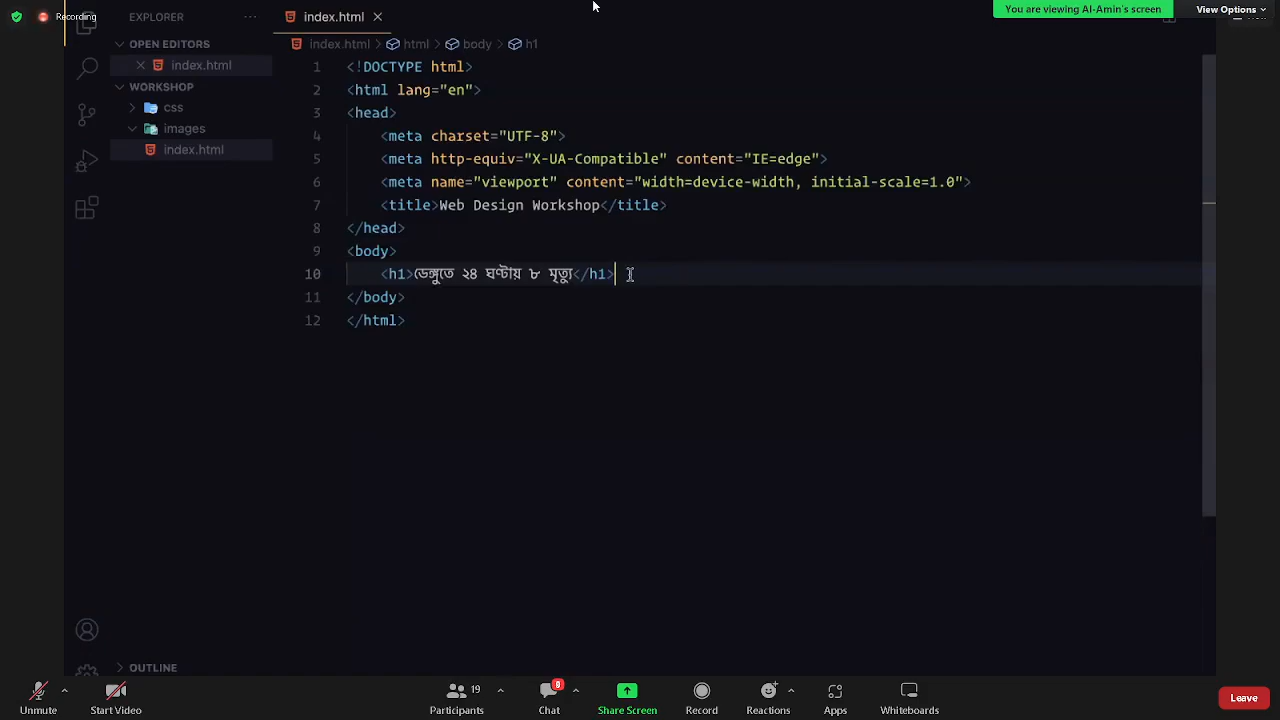 Recording
EXPLORER
index.html
You are viewing Al-Amin's screen
View Options
OPEN EDITORS
index.html
WORKSHOP
css
images
index.html
index.html > html > body > h1
1 <!DOCTYPE html>
2 <html lang="en">
3 <head>
4 <meta charset="UTF-8">
5 <meta http-equiv="X-UA-Compatible" content="IE=edge">
6 <meta name="viewport" content="width=device-width, initial-scale=1.0">
7 <title>Web Design Workshop</title>
8 </head>
9 <body>
10 <h1>ডেঙ্গুতে ২৪ ঘণ্টায় ৮ মৃত্যু</h1>
11 </body>
12 </html>
OUTLINE
Unmute
Start Video
19
Participants
8
Chat
Share Screen
Record
Reactions
Apps
Whiteboards
Leave